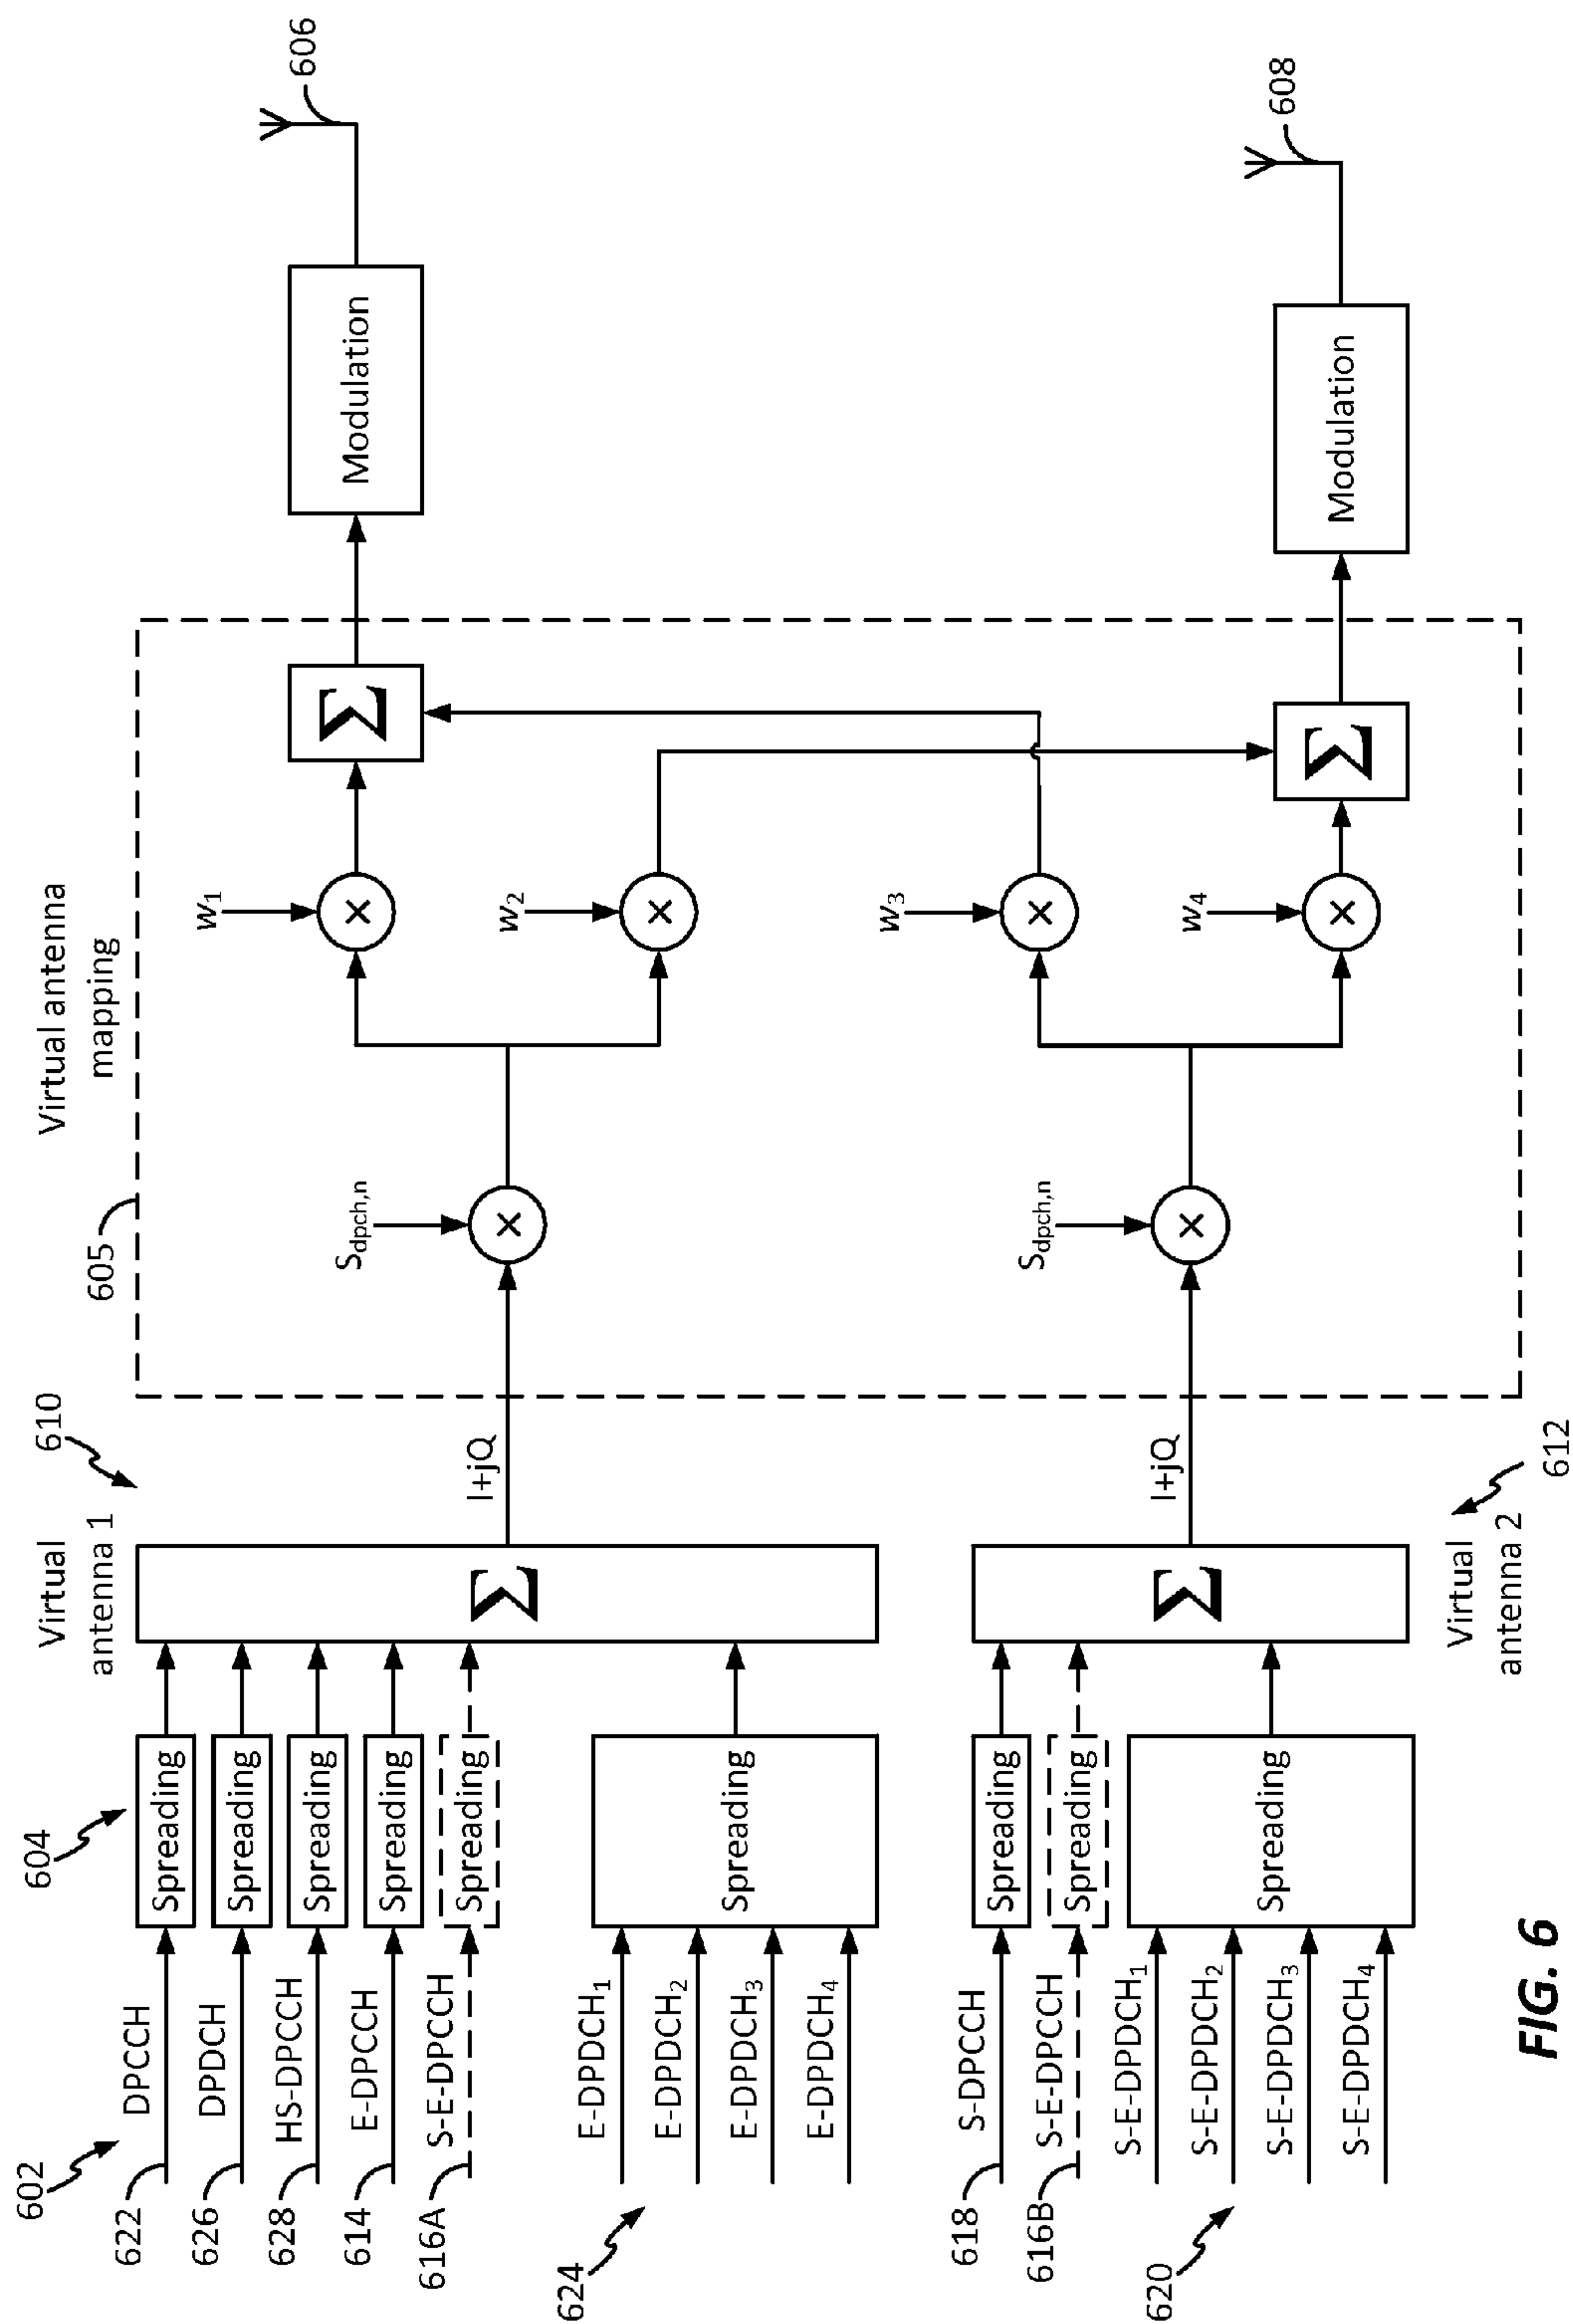 602
622
DPCCH
626
DPDCH
628
HS-DPCCH
614
E-DPCCH
616A
S-E-DPCCH
624
E-DPDCH1
E-DPDCH2
E-DPDCH3
E-DPDCH4
618
S-DPCCH
616B
S-E-DPCCH
620
S-E-DPDCH1
S-E-DPDCH2
S-E-DPDCH3
S-E-DPDCH4
604
Spreading
Spreading
Spreading
Spreading
Spreading
Spreading
Spreading
Spreading
Spreading
Virtual
antenna 1
610
Σ
I+jQ
Σ
I+jQ
Virtual
antenna 2
612
605
Virtual antenna
mapping
Sdpch,n
×
Sdpch,n
×
w1
×
w2
×
w3
×
w4
×
Σ
Σ
Modulation
606
Modulation
608
FIG. 6